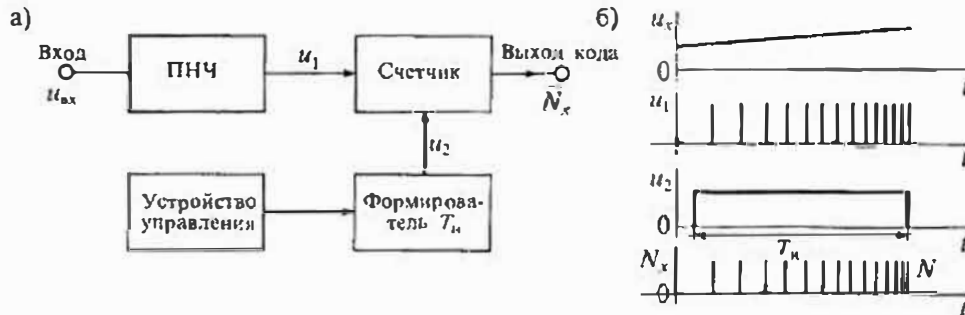 а)
Вход
u_вх
ПНЧ
u_1
Счетчик
Выход кода
N_x
u_2
Устройство
управления
Формирова-
тель T_и
б)
u_x
0
t
u_1
t
u_2
0
T_и
t
N_x
0
N
t